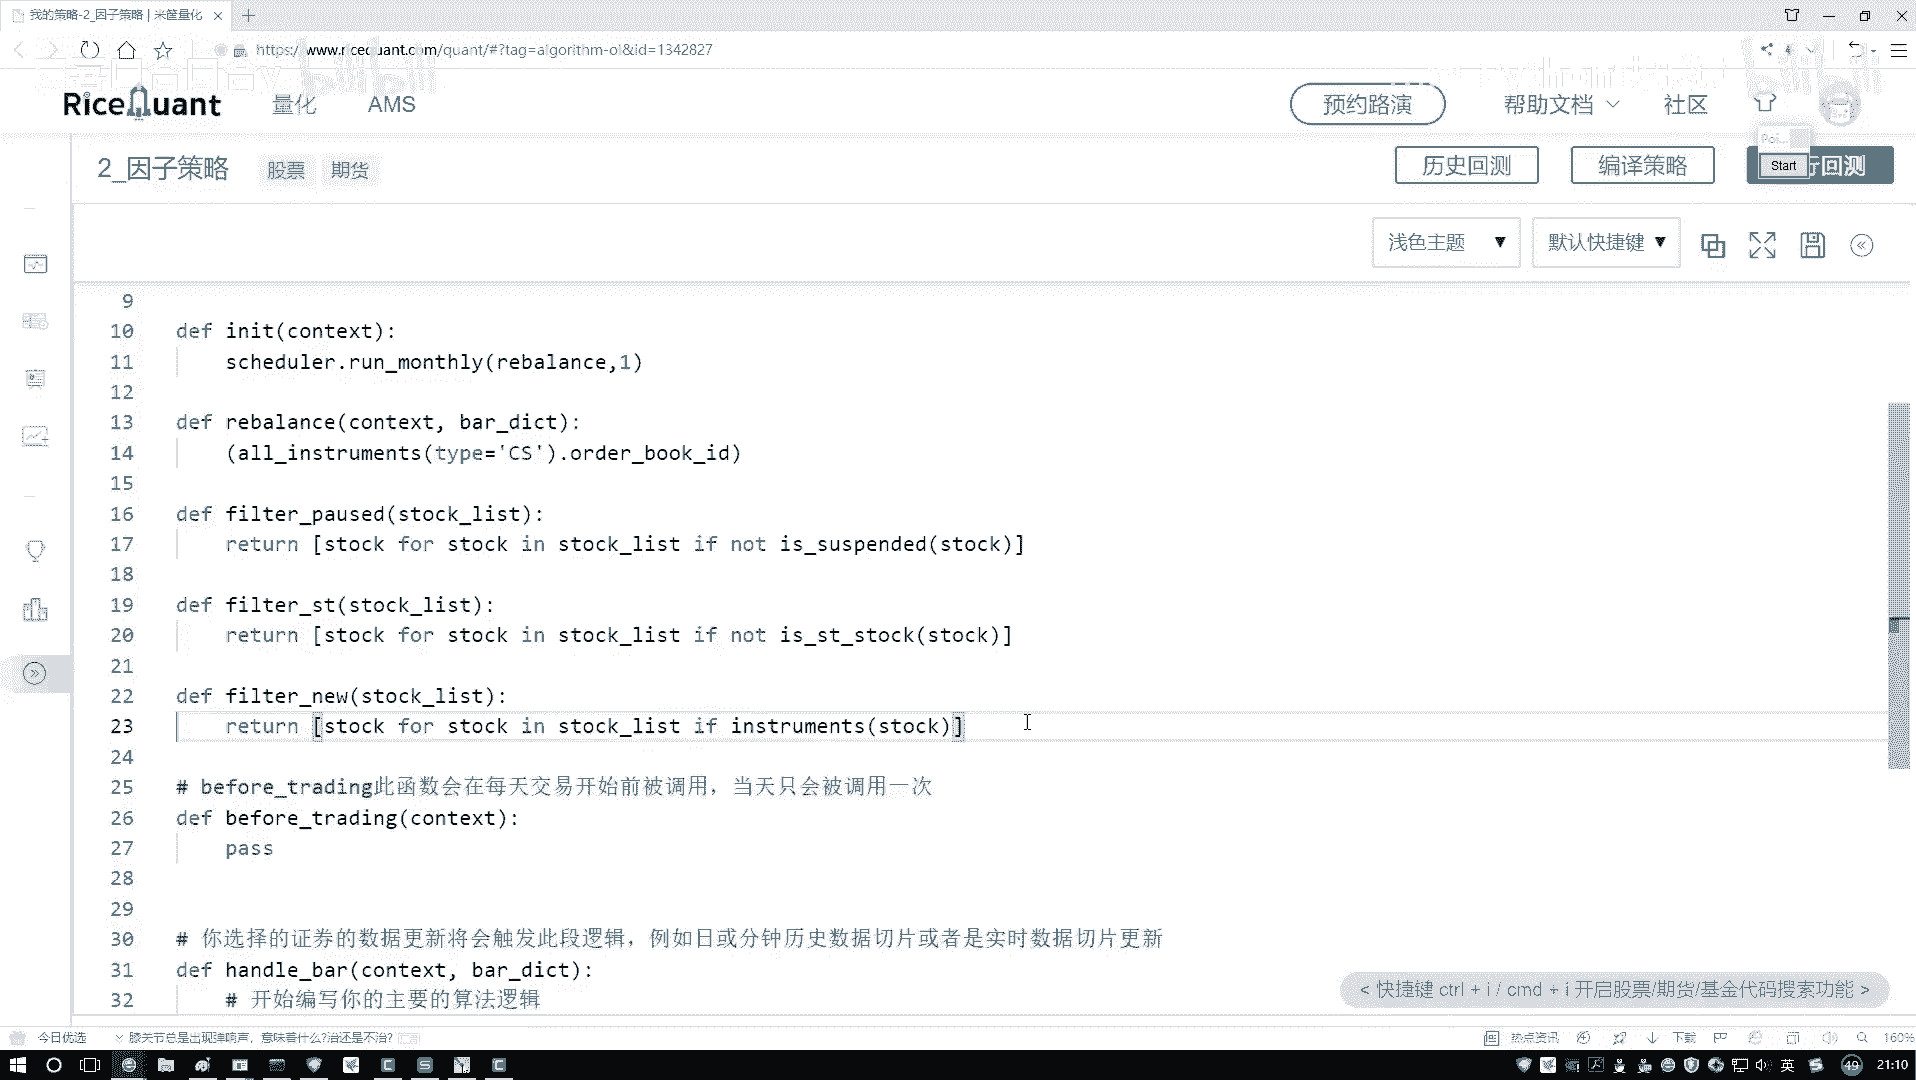 我的策略-2_因子策略 | 米筐量化
https://www.ricequant.com/quant/#?tag=algorithm-ol&id=1342827
RiceQuant 量化 AMS 预约路演 帮助文档 社区
Poi...
2_因子策略 股票 期货 历史回测 编译策略 Start 行回测
浅色主题 ▼ 默认快捷键 ▼
9
10 def init(context):
11 scheduler.run_monthly(rebalance,1)
12
13 def rebalance(context, bar_dict):
14 (all_instruments(type='CS').order_book_id)
15
16 def filter_paused(stock_list):
17 return [stock for stock in stock_list if not is_suspended(stock)]
18
19 def filter_st(stock_list):
20 return [stock for stock in stock_list if not is_st_stock(stock)]
21
22 def filter_new(stock_list):
23 return [stock for stock in stock_list if instruments(stock)]
24
25 # before_trading此函数会在每天交易开始前被调用，当天只会被调用一次
26 def before_trading(context):
27 pass
28
29
30 # 你选择的证券的数据更新将会触发此段逻辑，例如日或分钟历史数据切片或者是实时数据切片更新
31 def handle_bar(context, bar_dict):
32 # 开始编写你的主要的算法逻辑
< 快捷键 ctrl + i / cmd + i 开启股票/期货/基金代码搜索功能 >
今日优选 膝关节总是出现弹响声，意味着什么?治还是不治? 热点资讯 下载 160%
英 49 21:10